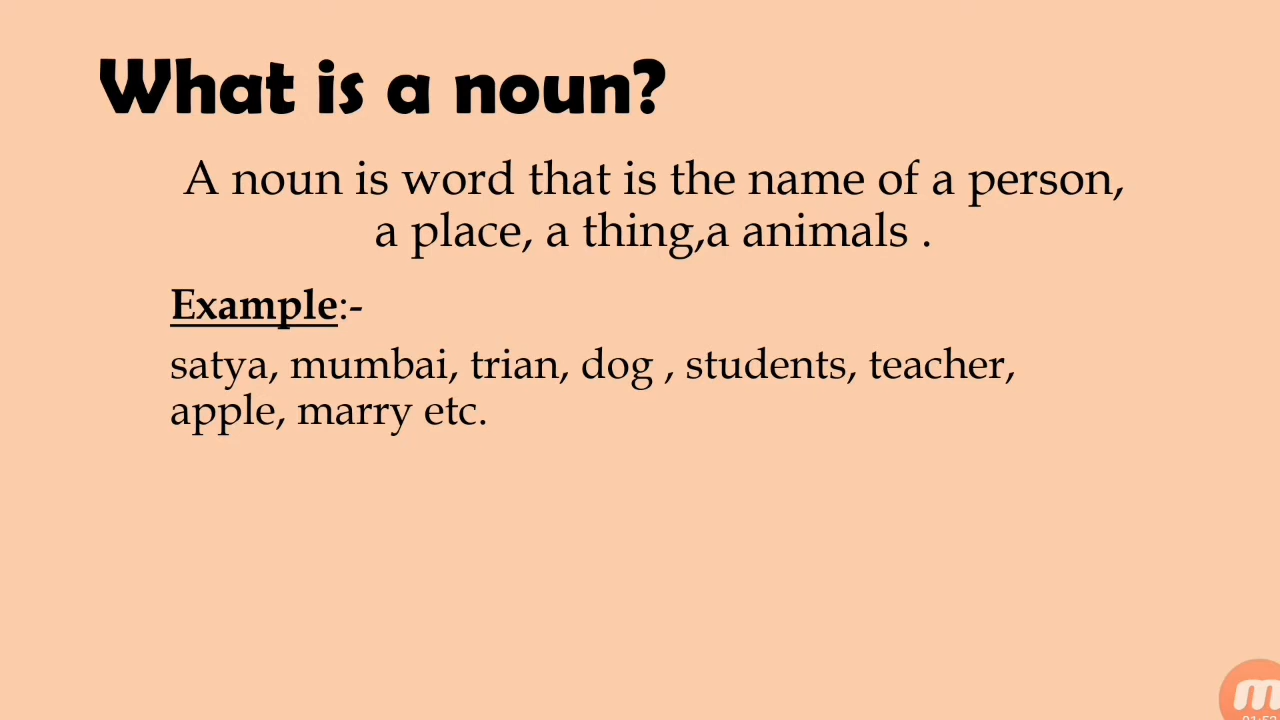 What is a noun?
A noun is word that is the name of a person,
a place, a thing,a animals .
Example:-
satya, mumbai, trian, dog , students, teacher,
apple, marry etc.
m